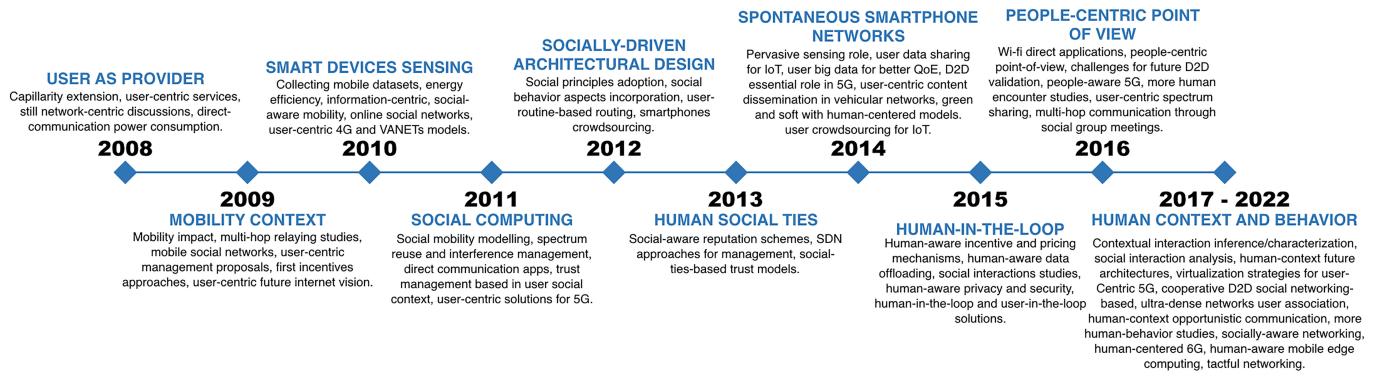 USER AS PROVIDER
Capillarity extension, user-centric services,
still network-centric discussions, direct-
communication power consumption.
2008
2009
MOBILITY CONTEXT
Mobility impact, multi-hop relaying studies,
mobile social networks, user-centric
management proposals, first incentives
approaches, user-centric future internet vision.
SMART DEVICES SENSING
Collecting mobile datasets, energy
efficiency, information-centric, social-
aware mobility, online social networks,
user-centric 4G and VANETs models.
2010
2011
SOCIAL COMPUTING
Social mobility modelling, spectrum
reuse and interference management,
direct communication apps, trust
management based in user social
context, user-centric solutions for 5G.
SOCIALLY-DRIVEN
ARCHITECTURAL DESIGN
Social principles adoption, social
behavior aspects incorporation, user-
routine-based routing, smartphones
crowdsourcing.
2012
2013
HUMAN SOCIAL TIES
Social-aware reputation schemes, SDN
approaches for management, social-
ties-based trust models.
SPONTANEOUS SMARTPHONE
NETWORKS
Pervasive sensing role, user data sharing
for IoT, user big data for better QoE, D2D
essential role in 5G, user-centric content
dissemination in vehicular networks, green
and soft with human-centered models.
user crowdsourcing for IoT.
2014
2015
HUMAN-IN-THE-LOOP
Human-aware incentive and pricing
mechanisms, human-aware data
offloading, social interactions studies,
human-aware privacy and security,
human-in-the-loop and user-in-the-loop
solutions.
PEOPLE-CENTRIC POINT
OF VIEW
Wi-fi direct applications, people-centric
point-of-view, challenges for future D2D
validation, people-aware 5G, more human
encounter studies, user-centric spectrum
sharing, multi-hop communication through
social group meetings.
2016
2017 - 2022
HUMAN CONTEXT AND BEHAVIOR
Contextual interaction inference/characterization,
social interaction analysis, human-context future
architectures, virtualization strategies for user-
Centric 5G, cooperative D2D social networking-
based, ultra-dense networks user association,
human-context opportunistic communication, more
human-behavior studies, socially-aware networking,
human-centered 6G, human-aware mobile edge
computing, tactful networking.